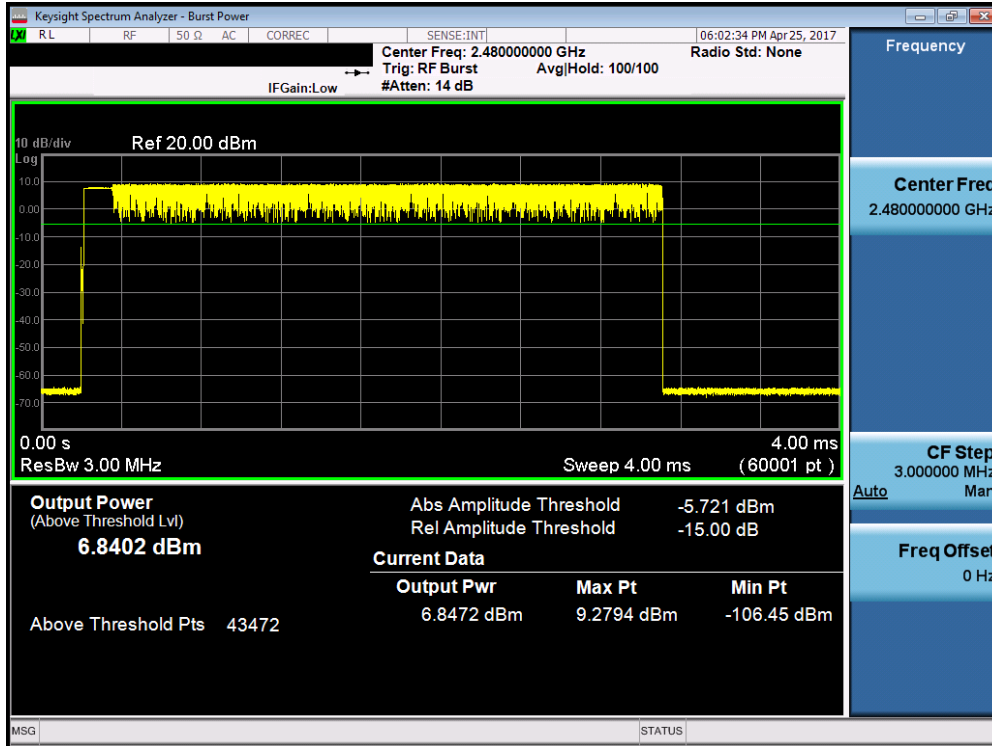 Keysight Spectrum Analyzer - Burst Power
LXI RL RF 50 Ω AC CORREC SENSE:INT 06:02:34 PM Apr 25, 2017
Center Freq: 2.480000000 GHz Radio Std: None
Trig: RF Burst Avg|Hold: 100/100
IFGain:Low #Atten: 14 dB
10 dB/div Ref 20.00 dBm
Log
10.0
0.00
-10.0
-20.0
-30.0
-40.0
-50.0
-60.0
-70.0
0.00 s 4.00 ms
ResBw 3.00 MHz Sweep 4.00 ms (60001 pt)
Output Power
(Above Threshold Lvl)
6.8402 dBm
Above Threshold Pts 43472
Abs Amplitude Threshold -5.721 dBm
Rel Amplitude Threshold -15.00 dB
Current Data
Output Pwr Max Pt Min Pt
6.8472 dBm 9.2794 dBm -106.45 dBm
Frequency
Center Freq
2.480000000 GHz
CF Step
3.000000 MHz
Auto Man
Freq Offset
0 Hz
MSG STATUS